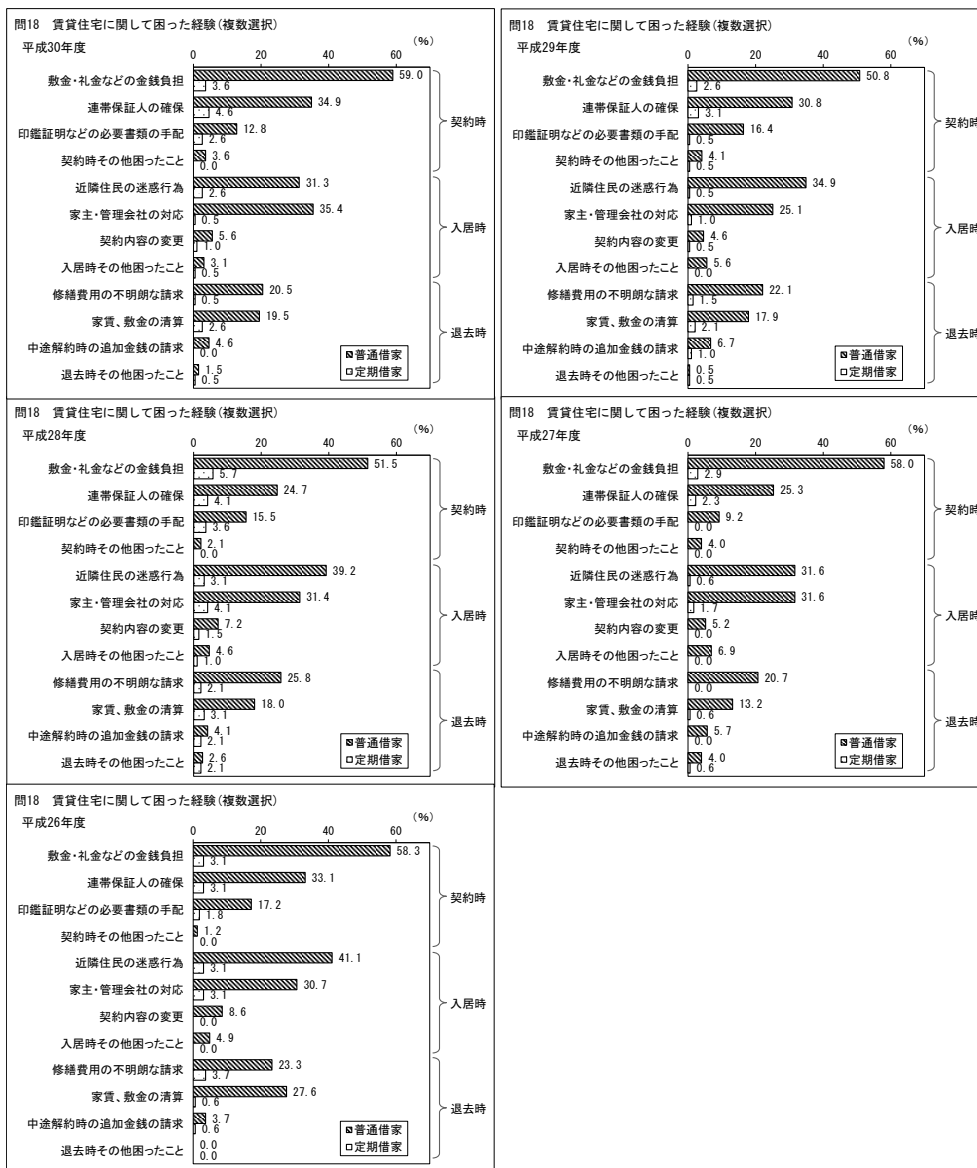 問18　賃貸住宅に関して困った経験(複数選択)
平成30年度
(%)
0 20 40 60
敷金・礼金などの金銭負担 59.0
3.6
連帯保証人の確保 34.9
4.6
印鑑証明などの必要書類の手配 12.8
2.6
契約時その他困ったこと 3.6
0.0
契約時
近隣住民の迷惑行為 31.3
2.6
家主・管理会社の対応 35.4
0.5
契約内容の変更 5.6
1.0
入居時その他困ったこと 3.1
0.5
入居時
修繕費用の不明朗な請求 20.5
0.5
家賃、敷金の清算 19.5
2.6
中途解約時の追加金銭の請求 4.6
0.0
退去時その他困ったこと 1.5
0.5
退去時
普通借家
定期借家
問18　賃貸住宅に関して困った経験(複数選択)
平成29年度
(%)
0 20 40 60
敷金・礼金などの金銭負担 50.8
2.6
連帯保証人の確保 30.8
3.1
印鑑証明などの必要書類の手配 16.4
0.5
契約時その他困ったこと 4.1
0.5
契約時
近隣住民の迷惑行為 34.9
0.5
家主・管理会社の対応 25.1
1.0
契約内容の変更 4.6
0.5
入居時その他困ったこと 5.6
0.0
入居時
修繕費用の不明朗な請求 22.1
1.5
家賃、敷金の清算 17.9
2.1
中途解約時の追加金銭の請求 6.7
1.0
退去時その他困ったこと 0.5
0.5
退去時
普通借家
定期借家
問18　賃貸住宅に関して困った経験(複数選択)
平成28年度
(%)
0 20 40 60
敷金・礼金などの金銭負担 51.5
5.7
連帯保証人の確保 24.7
4.1
印鑑証明などの必要書類の手配 15.5
3.6
契約時その他困ったこと 2.1
0.0
契約時
近隣住民の迷惑行為 39.2
3.1
家主・管理会社の対応 31.4
4.1
契約内容の変更 7.2
1.5
入居時その他困ったこと 4.6
1.0
入居時
修繕費用の不明朗な請求 25.8
2.1
家賃、敷金の清算 18.0
3.1
中途解約時の追加金銭の請求 4.1
2.1
退去時その他困ったこと 2.6
2.1
退去時
普通借家
定期借家
問18　賃貸住宅に関して困った経験(複数選択)
平成27年度
(%)
0 20 40 60
敷金・礼金などの金銭負担 58.0
2.9
連帯保証人の確保 25.3
2.3
印鑑証明などの必要書類の手配 9.2
0.0
契約時その他困ったこと 4.0
0.0
契約時
近隣住民の迷惑行為 31.6
0.6
家主・管理会社の対応 31.6
1.7
契約内容の変更 5.2
0.0
入居時その他困ったこと 6.9
0.0
入居時
修繕費用の不明朗な請求 20.7
0.0
家賃、敷金の清算 13.2
0.6
中途解約時の追加金銭の請求 5.7
0.0
退去時その他困ったこと 4.0
0.6
退去時
普通借家
定期借家
問18　賃貸住宅に関して困った経験(複数選択)
平成26年度
(%)
0 20 40 60
敷金・礼金などの金銭負担 58.3
3.1
連帯保証人の確保 33.1
3.1
印鑑証明などの必要書類の手配 17.2
1.8
契約時その他困ったこと 1.2
0.0
契約時
近隣住民の迷惑行為 41.1
3.1
家主・管理会社の対応 30.7
3.1
契約内容の変更 8.6
0.0
入居時その他困ったこと 4.9
0.0
入居時
修繕費用の不明朗な請求 23.3
3.7
家賃、敷金の清算 27.6
0.6
中途解約時の追加金銭の請求 3.7
0.6
退去時その他困ったこと 0.0
0.0
退去時
普通借家
定期借家